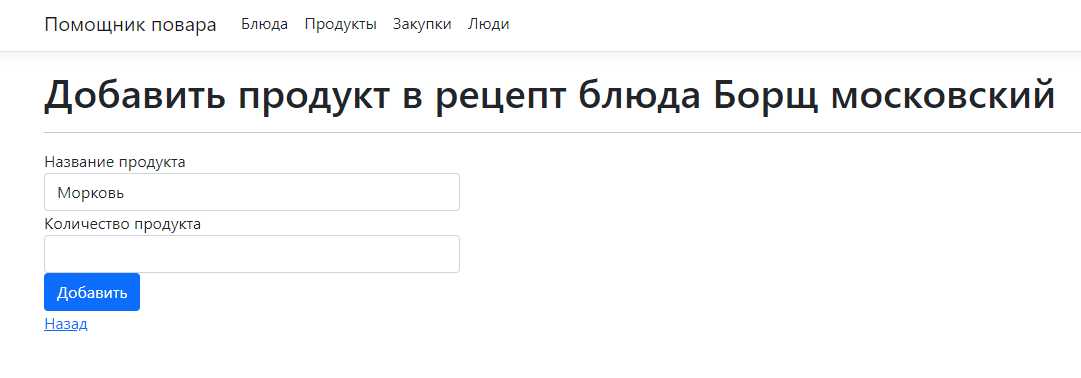 Помощник повара Блюда Продукты Закупки Люди
Добавить продукт в рецепт блюда Борщ московский
Название продукта
Морковь
Количество продукта
Добавить
Назад